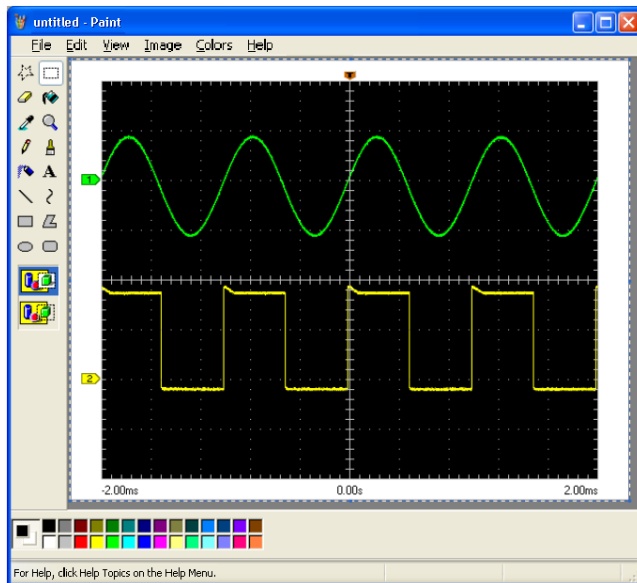 untitled - Paint
File Edit View Image Colors Help
T
1
A
2
-2.00ms 0.00s 2.00ms
For Help, click Help Topics on the Help Menu.